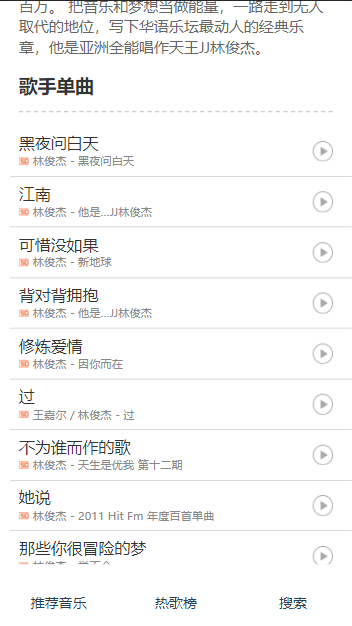 百万。 把音乐和梦想当做能量，一路走到无人
取代的地位，写下华语乐坛最动人的经典乐
章，他是亚洲全能唱作天王JJ林俊杰。
歌手单曲
黑夜问白天
SQ 林俊杰 - 黑夜问白天
江南
SQ 林俊杰 - 他是...JJ林俊杰
可惜没如果
SQ 林俊杰 - 新地球
背对背拥抱
SQ 林俊杰 - 他是...JJ林俊杰
修炼爱情
SQ 林俊杰 - 因你而在
过
SQ 王嘉尔 / 林俊杰 - 过
不为谁而作的歌
SQ 林俊杰 - 天生是优我 第十二期
她说
SQ 林俊杰 - 2011 Hit Fm 年度百首单曲
那些你很冒险的梦
推荐音乐
热歌榜
搜索